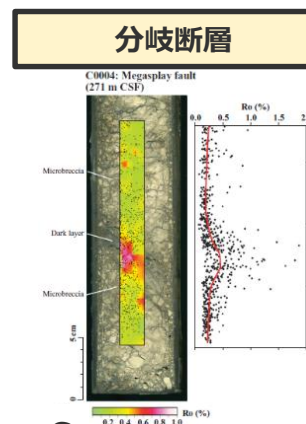 分岐断層
C0004: Megasplay fault
(271 m CSF)
Ro (%)
0.0 0.5 1.0 1.5
Microbreccia
Dark layer
Microbreccia
5 cm
0
Ro (%)
0.2 0.4 0.6 0.8 1.0